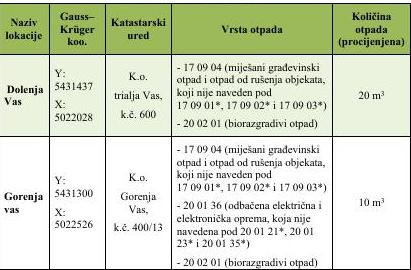 Naziv lokacije
Gauss–Krüger koo.
Katastarski ured
Vrsta otpada
Količina otpada (procijenjena)
Dolenja Vas
Y:
5431437
X:
5022028
K.o.
trialja Vas,
k.č. 600
- 17 09 04 (miješani građevinski
otpad i otpad od rušenja objekata,
koji nije naveden pod
17 09 01*, 17 09 02* i 17 09 03*)
- 20 02 01 (biorazgradivi otpad)
20 m³
Gorenja vas
Y:
5431300
X:
5022526
K.o.
Gorenja
Vas,
k.č. 400/13
- 17 09 04 (miješani građevinski
otpad i otpad od rušenja objekata,
koji nije naveden pod
17 09 01*, 17 09 02* i 17 09 03*)
- 20 01 36 (odbačena električna i
elektronička oprema, koja nije
navedena pod 20 01 21*, 20 01
23* i 20 01 35*)
- 20 02 01 (biorazgradivi otpad)
10 m³